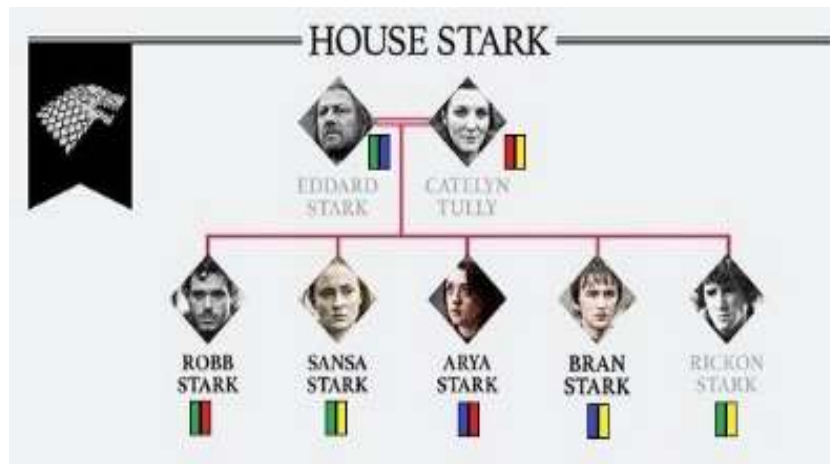 HOUSE STARK
EDDARD
STARK
CATELYN
TULLY
ROBB
STARK
SANSA
STARK
ARYA
STARK
BRAN
STARK
RICKON
STARK